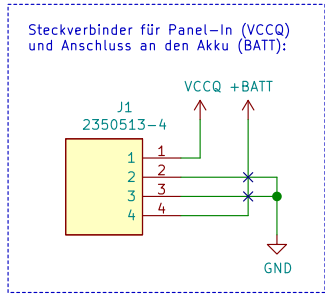 Steckverbinder für Panel-In (VCCQ)
und Anschluss an den Akku (BATT):
VCCQ +BATT
J1
2350513-4
1 1
2 2
3 3
4 4
GND